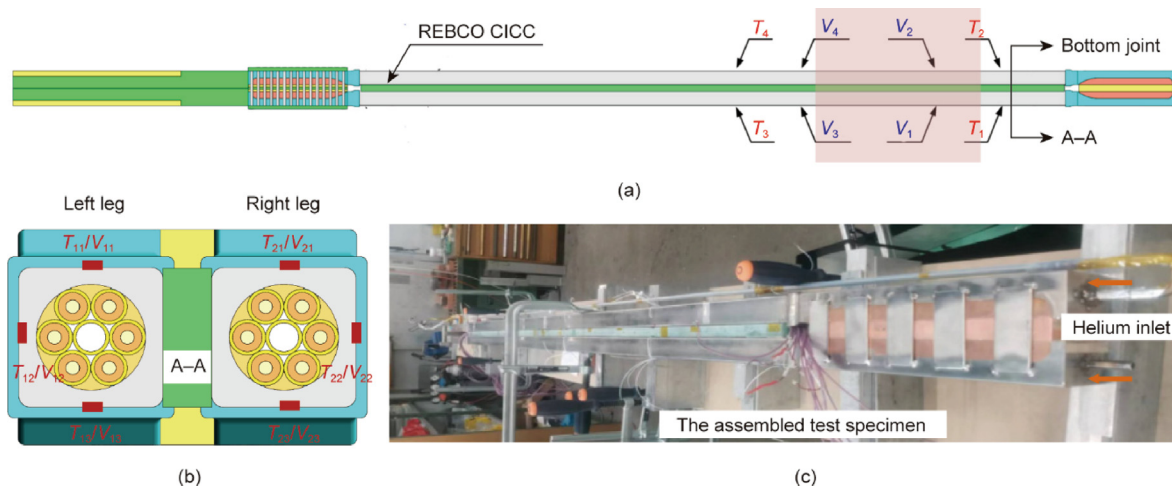 REBCO CICC
T4 V4 V2 T2
Bottom joint
T3 V3 V1 T1
A–A
(a)
Left leg Right leg
T11/V11 T21/V21
A–A
T12/V12 T22/V22
T13/V13 T23/V23
(b)
Helium inlet
The assembled test specimen
(c)